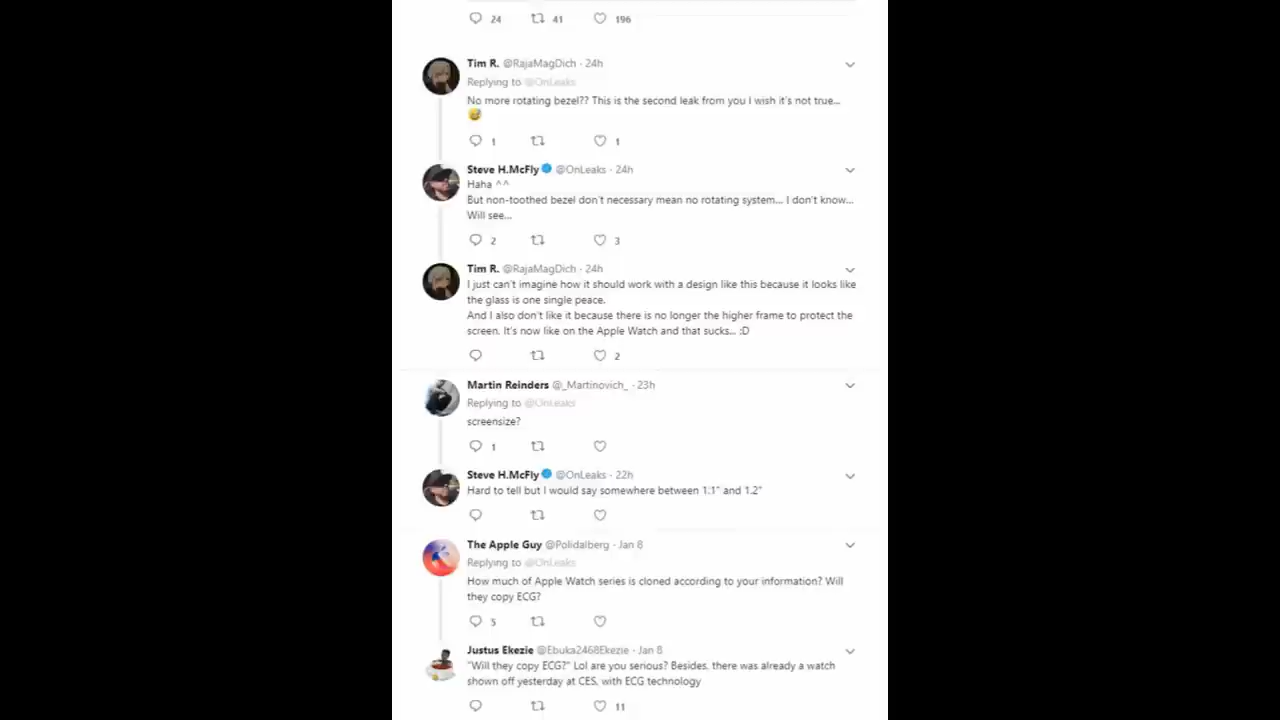 24 41 196
Tim R. @RajaMagDich · 24h
Replying to @OnLeaks
No more rotating bezel?? This is the second leak from you I wish it's not true...
1 1
Steve H.McFly @OnLeaks · 24h
Haha ^^
But non-toothed bezel don't necessary mean no rotating system... I don't know...
Will see...
2 3
Tim R. @RajaMagDich · 24h
I just can't imagine how it should work with a design like this because it looks like
the glass is one single peace.
And I also don't like it because there is no longer the higher frame to protect the
screen. It's now like on the Apple Watch and that sucks... :D
2
Martin Reinders @_Martinovich_ · 23h
Replying to @OnLeaks
screensize?
1
Steve H.McFly @OnLeaks · 22h
Hard to tell but I would say somewhere between 1.1" and 1.2"
The Apple Guy @Polidalberg · Jan 8
Replying to @OnLeaks
How much of Apple Watch series is cloned according to your information? Will
they copy ECG?
5
Justus Ekezie @Ebuka2468Ekezie · Jan 8
"Will they copy ECG?" Lol are you serious? Besides, there was already a watch
shown off yesterday at CES, with ECG technology
11